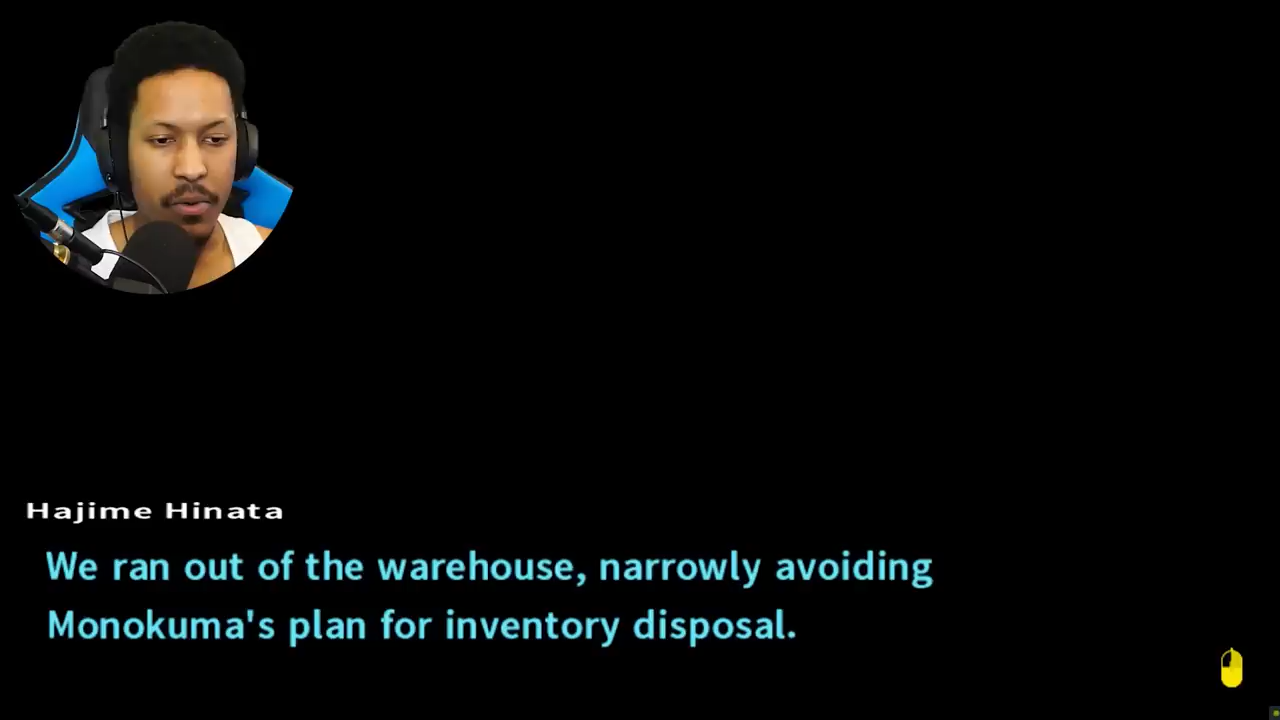 Hajime Hinata
We ran out of the warehouse, narrowly avoiding
Monokuma's plan for inventory disposal.